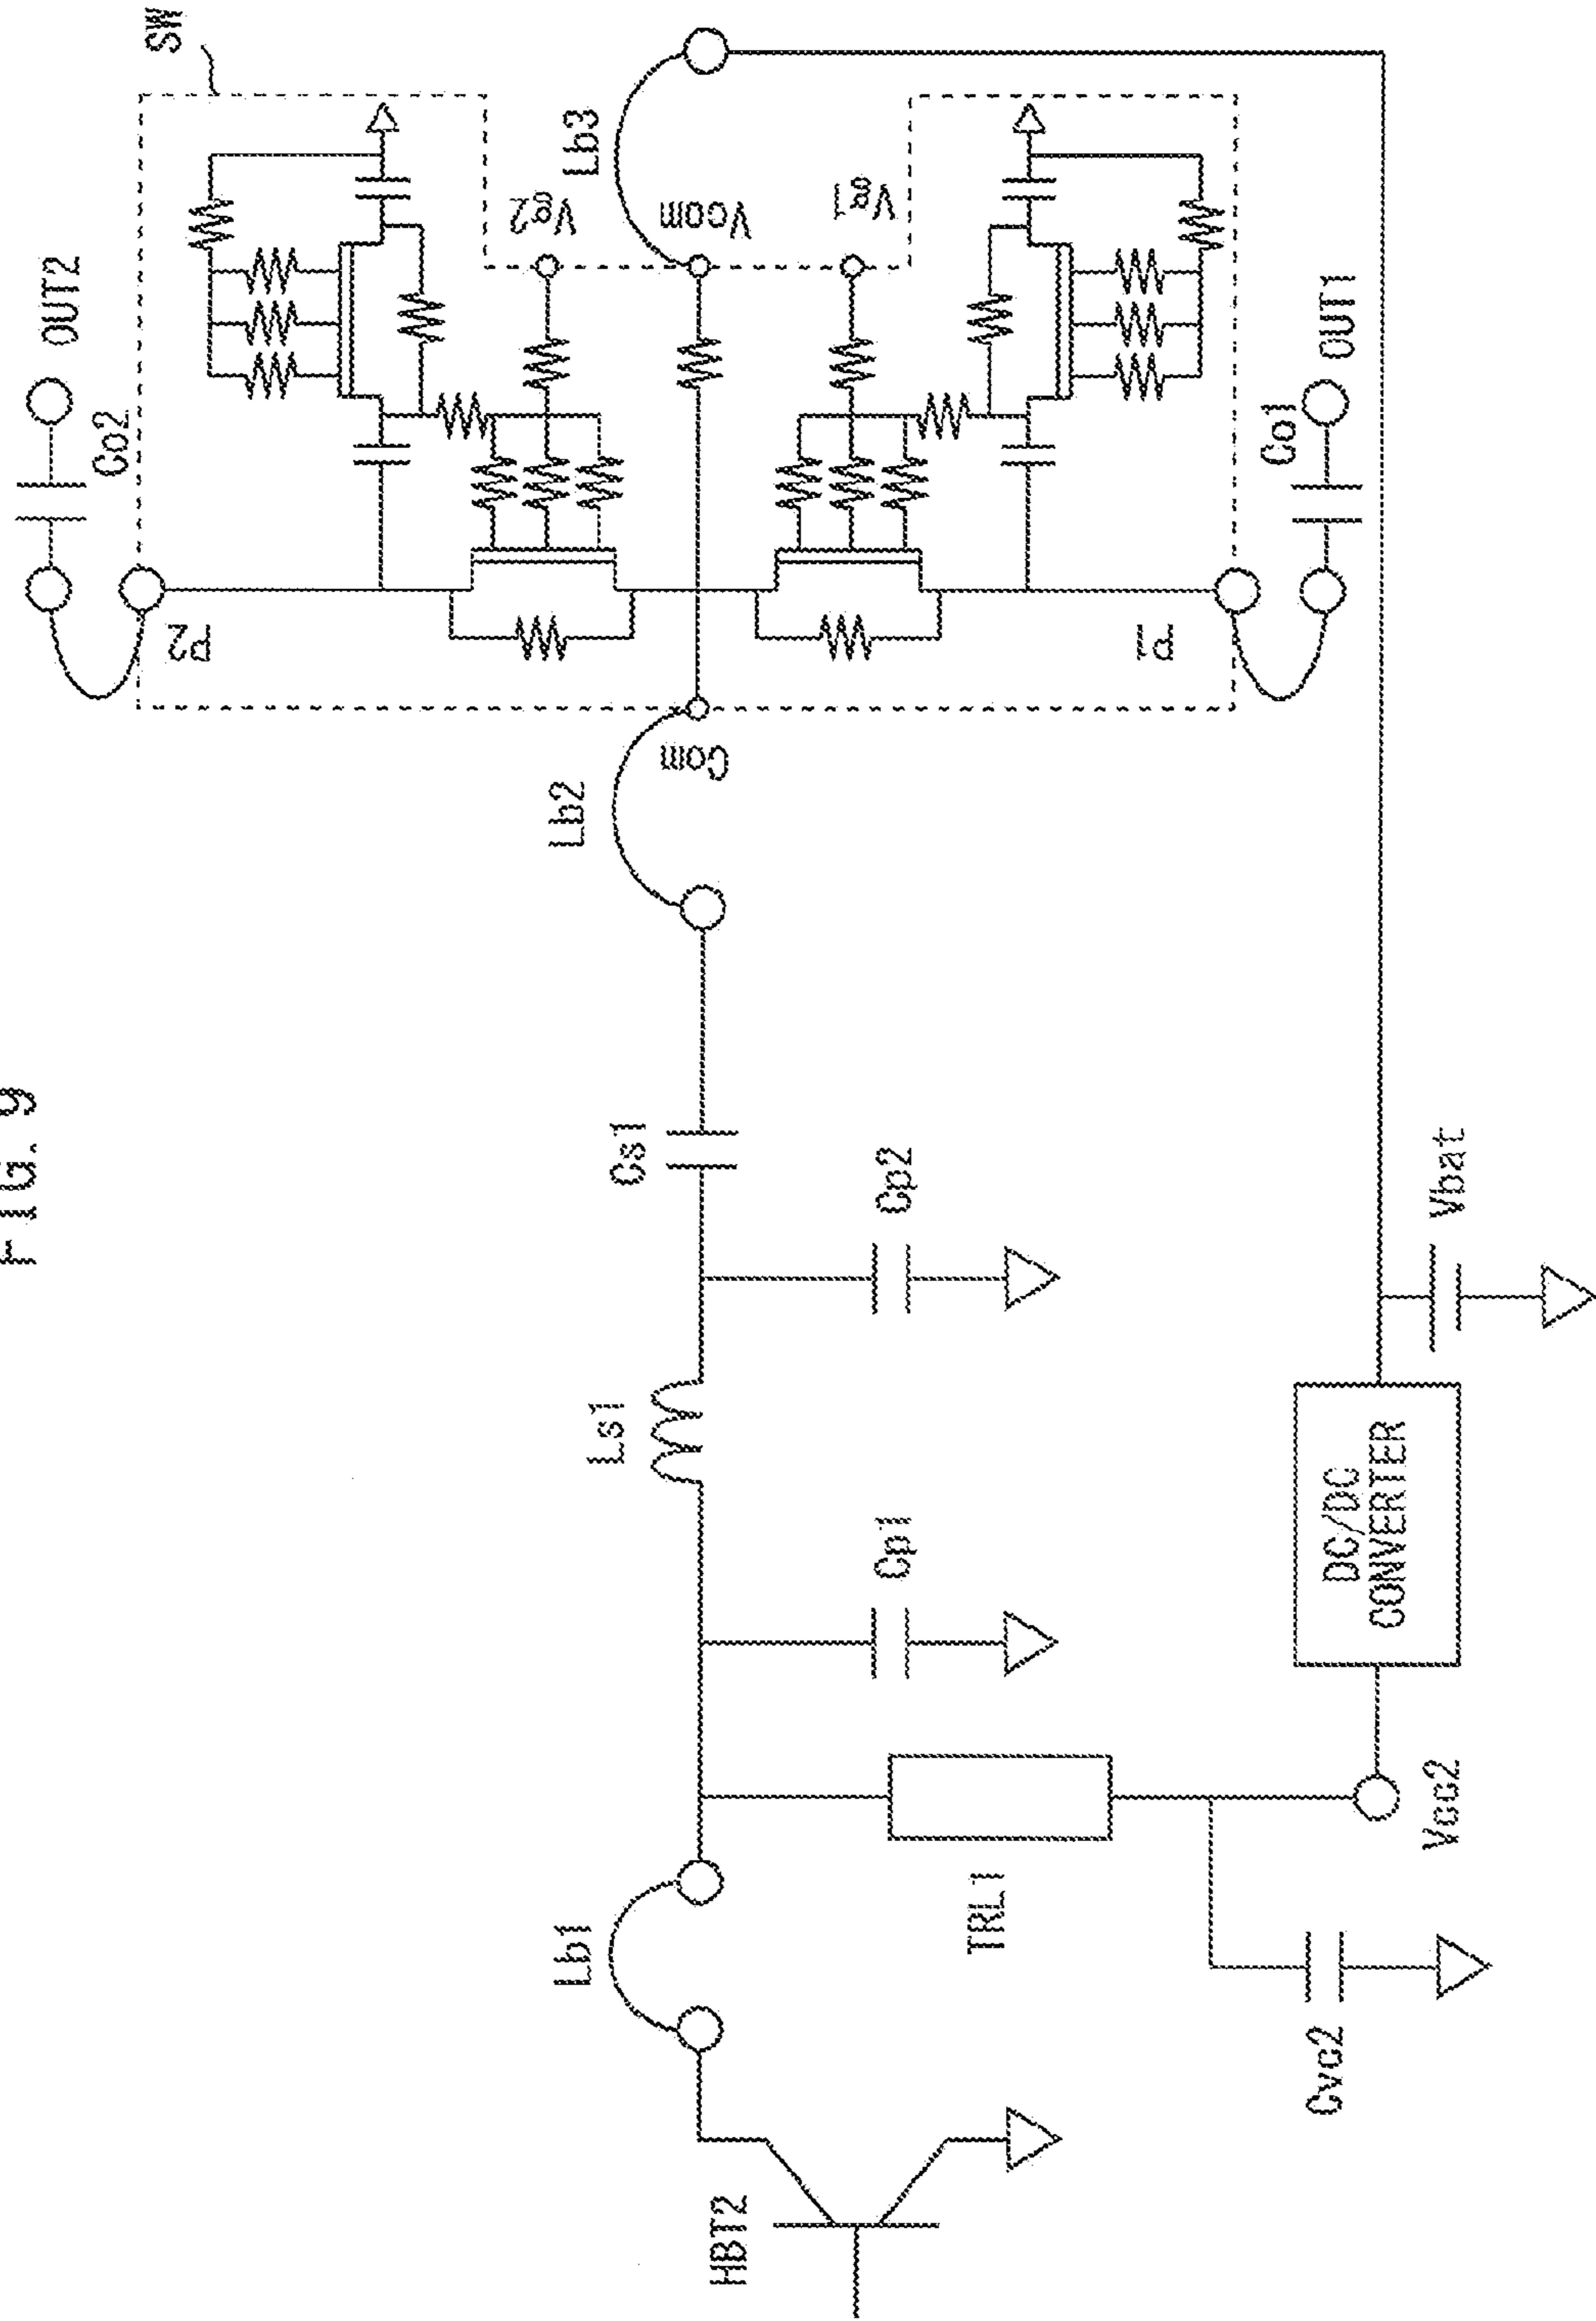 FIG. 9
SW
OUT2
Co2
P2
Vg2
Lb3
Vcom
Vg1
OUT1
Co1
P1
Com
Lb2
Cs1
Cp2
Ls1
Cp1
Lb1
TRL1
HBT2
Cvc2
Vcc2
DC/DC
CONVERTER
Vbat